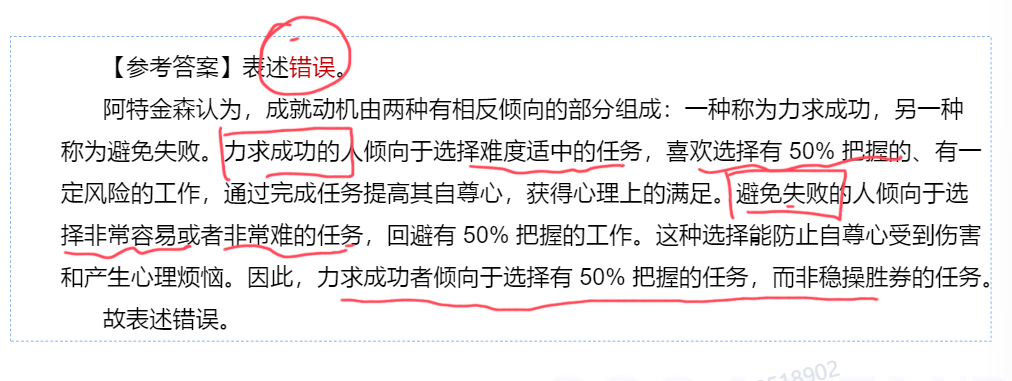 【参考答案】表述错误。
阿特金森认为，成就动机由两种有相反倾向的部分组成：一种称为力求成功，另一种
称为避免失败。力求成功的人倾向于选择难度适中的任务，喜欢选择有 50% 把握的、有一
定风险的工作，通过完成任务提高其自尊心，获得心理上的满足。避免失败的人倾向于选
择非常容易或者非常难的任务，回避有 50% 把握的工作。这种选择能防止自尊心受到伤害
和产生心理烦恼。因此，力求成功者倾向于选择有 50% 把握的任务，而非稳操胜券的任务。
故表述错误。